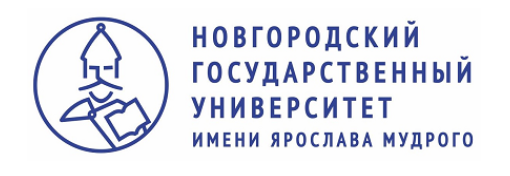 НОВГОРОДСКИЙ
ГОСУДАРСТВЕННЫЙ
УНИВЕРСИТЕТ
ИМЕНИ ЯРОСЛАВА МУДРОГО